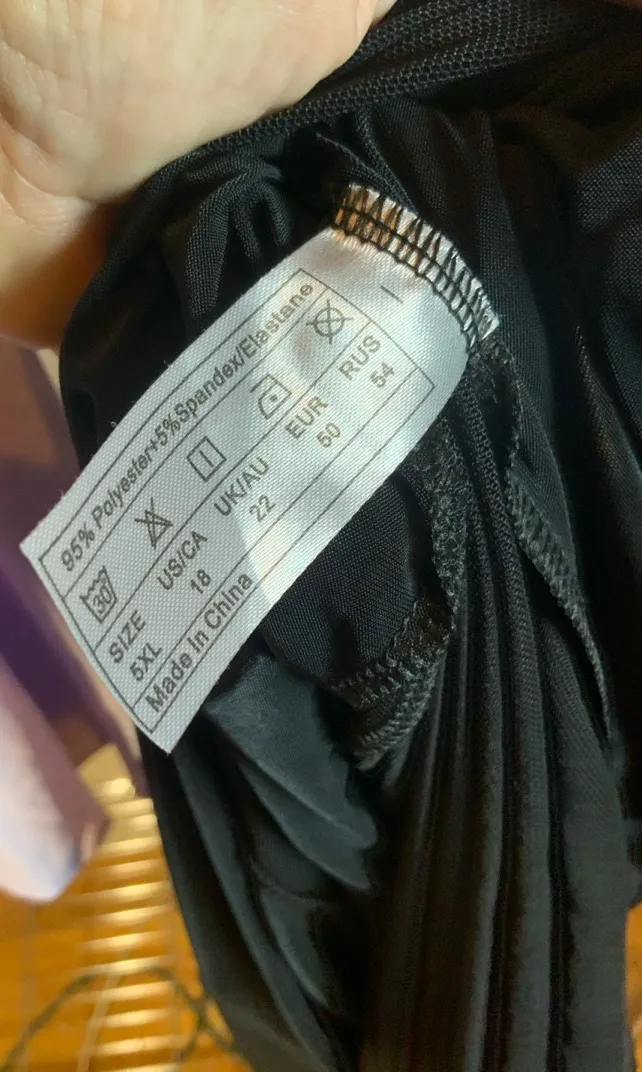 95% Polyester+5%Spandex/Elastane
30
SIZE US/CA UK/AU EUR RUS
5XL 18 22 50 54
Made In China